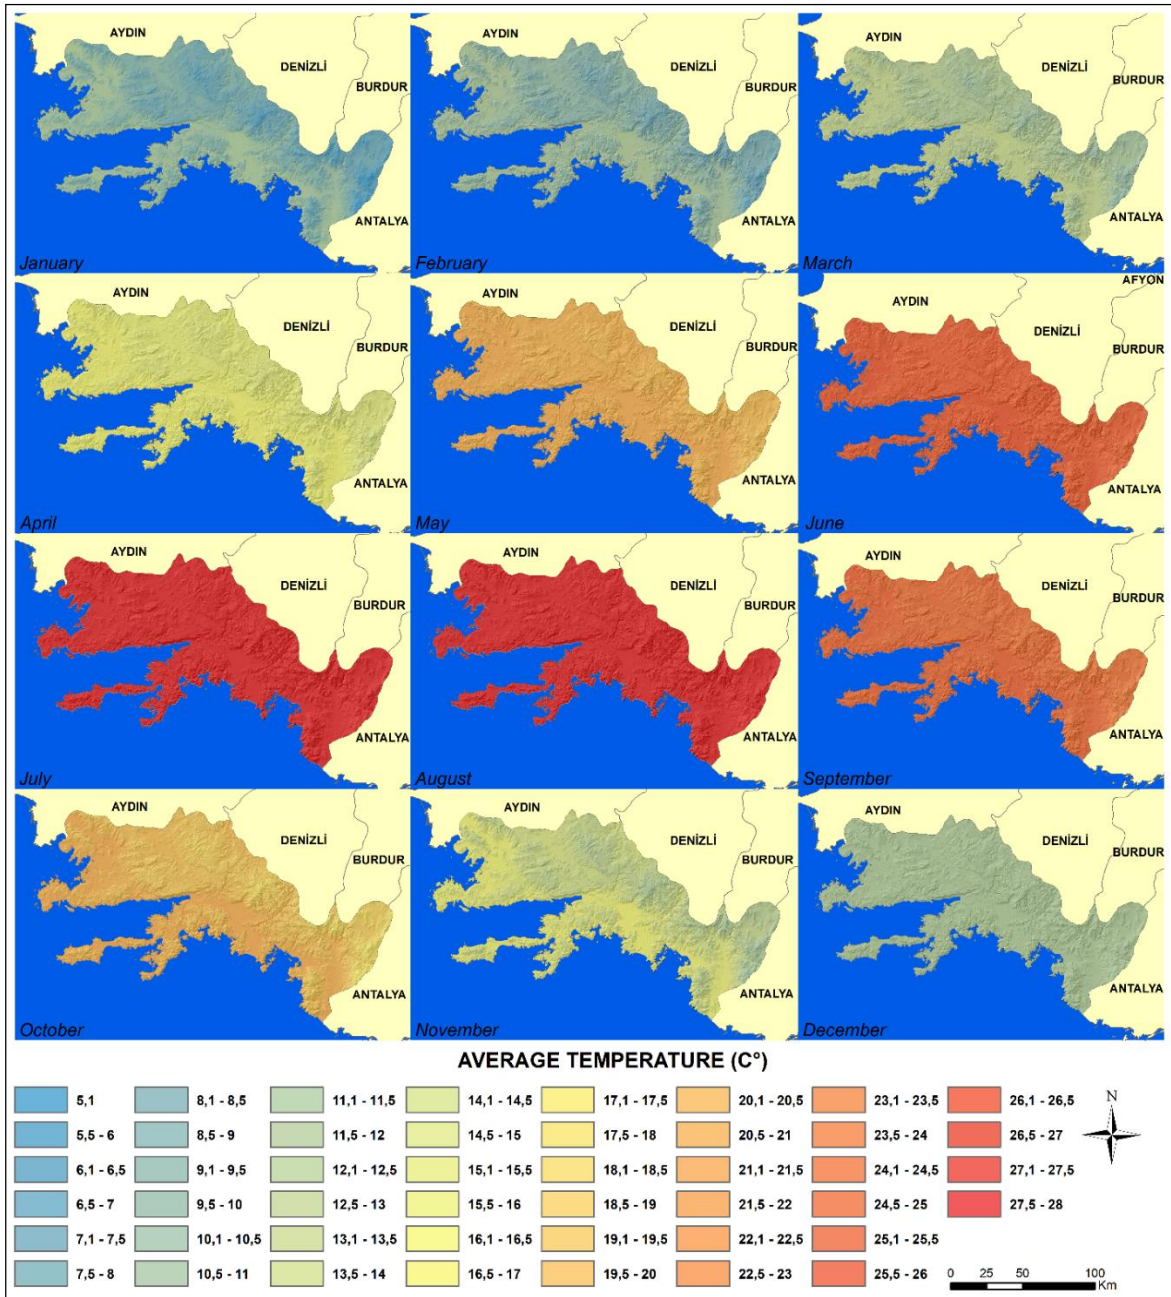 AYDIN
DENİZLİ
BURDUR
ANTALYA
January
AYDIN
DENİZLİ
BURDUR
ANTALYA
February
AYDIN
DENİZLİ
BURDUR
ANTALYA
March
AYDIN
DENİZLİ
BURDUR
ANTALYA
April
AYDIN
DENİZLİ
BURDUR
ANTALYA
May
AFYON
AYDIN
DENİZLİ
BURDUR
ANTALYA
June
AYDIN
DENİZLİ
BURDUR
ANTALYA
July
AYDIN
DENİZLİ
BURDUR
ANTALYA
August
AYDIN
DENİZLİ
BURDUR
ANTALYA
September
AYDIN
DENİZLİ
BURDUR
ANTALYA
October
AYDIN
DENİZLİ
BURDUR
ANTALYA
November
AYDIN
DENİZLİ
BURDUR
ANTALYA
December
AVERAGE TEMPERATURE (C°)
5,1 8,1 - 8,5 11,1 - 11,5 14,1 - 14,5 17,1 - 17,5 20,1 - 20,5 23,1 - 23,5 26,1 - 26,5
5,5 - 6 8,5 - 9 11,5 - 12 14,5 - 15 17,5 - 18 20,5 - 21 23,5 - 24 26,5 - 27
6,1 - 6,5 9,1 - 9,5 12,1 - 12,5 15,1 - 15,5 18,1 - 18,5 21,1 - 21,5 24,1 - 24,5 27,1 - 27,5
6,5 - 7 9,5 - 10 12,5 - 13 15,5 - 16 18,5 - 19 21,5 - 22 24,5 - 25 27,5 - 28
7,1 - 7,5 10,1 - 10,5 13,1 - 13,5 16,1 - 16,5 19,1 - 19,5 22,1 - 22,5 25,1 - 25,5
7,5 - 8 10,5 - 11 13,5 - 14 16,5 - 17 19,5 - 20 22,5 - 23 25,5 - 26
N
0 25 50 100
Km